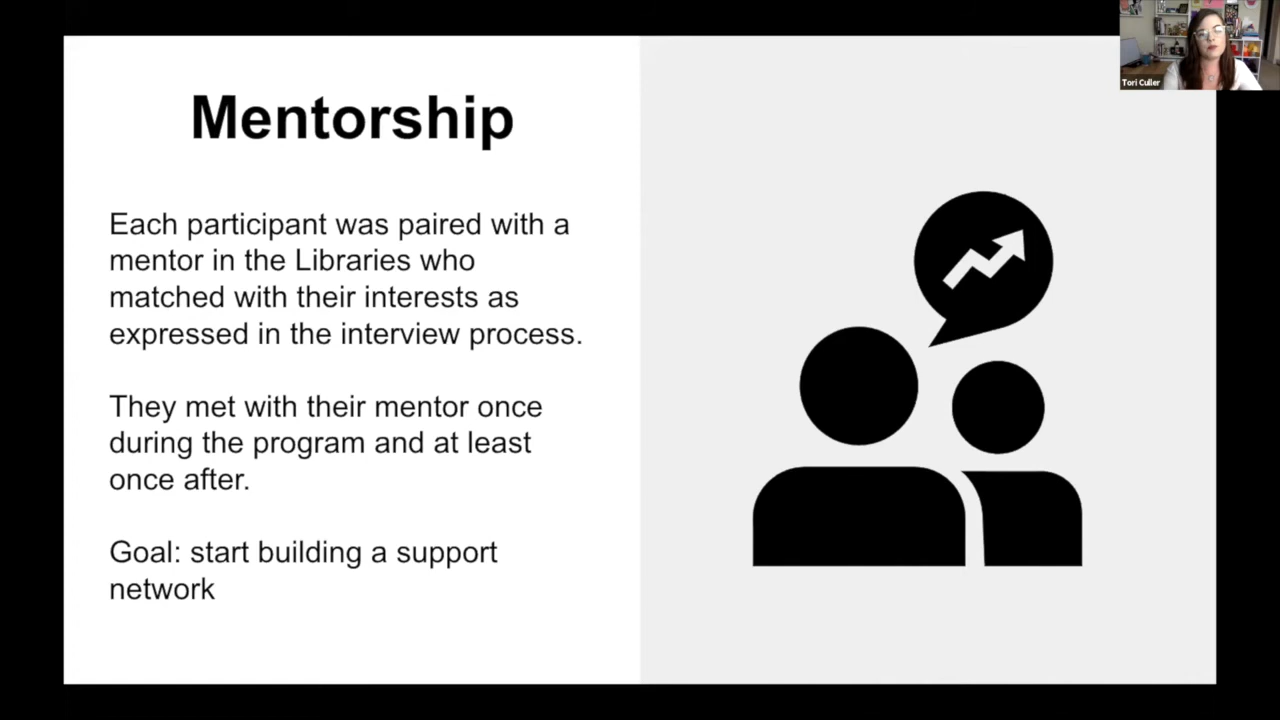 Mentorship
Each participant was paired with a
mentor in the Libraries who
matched with their interests as
expressed in the interview process.
They met with their mentor once
during the program and at least
once after.
Goal: start building a support
network
Tori Culler